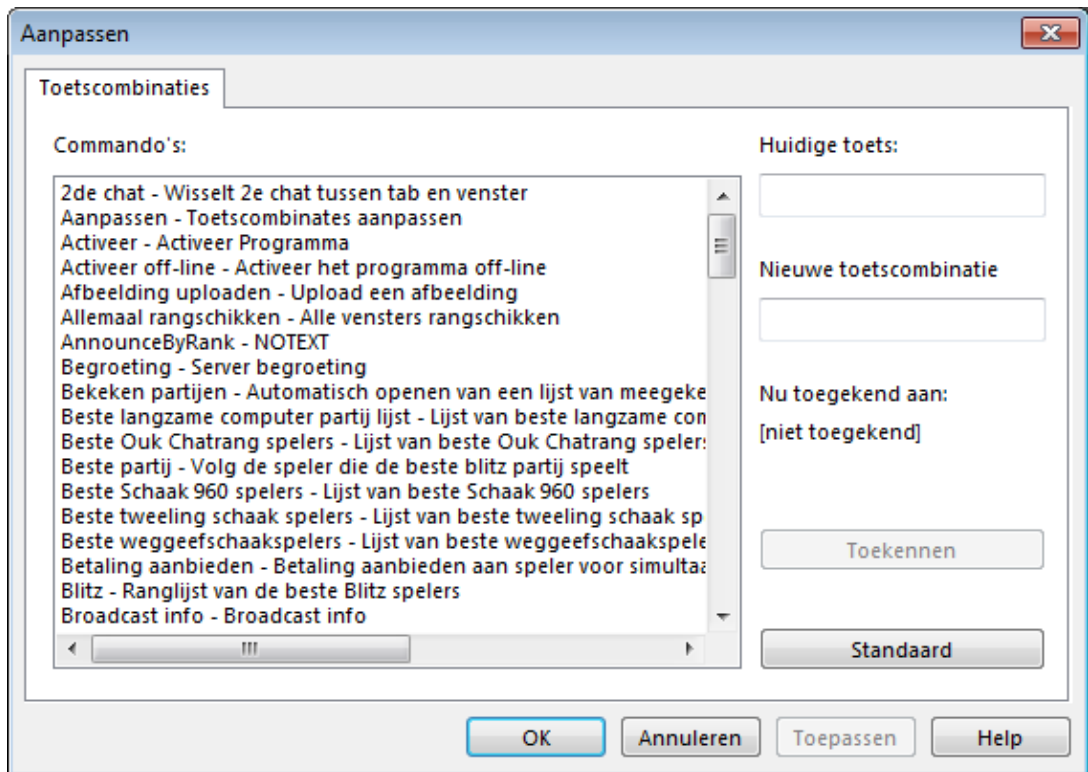 Aanpassen
Toetscombinaties
Commando's:
2de chat - Wisselt 2e chat tussen tab en venster
Aanpassen - Toetscombinates aanpassen
Activeer - Activeer Programma
Activeer off-line - Activeer het programma off-line
Afbeelding uploaden - Upload een afbeelding
Allemaal rangschikken - Alle vensters rangschikken
AnnounceByRank - NOTEXT
Begroeting - Server begroeting
Bekeken partijen - Automatisch openen van een lijst van meegeke
Beste langzame computer partij lijst - Lijst van beste langzame com
Beste Ouk Chatrang spelers - Lijst van beste Ouk Chatrang spelers
Beste partij - Volg de speler die de beste blitz partij speelt
Beste Schaak 960 spelers - Lijst van beste Schaak 960 spelers
Beste tweeling schaak spelers - Lijst van beste tweeling schaak sp
Beste weggeefschaakspelers - Lijst van beste weggeefschaakspele
Betaling aanbieden - Betaling aanbieden aan speler voor simultaa
Blitz - Ranglijst van de beste Blitz spelers
Broadcast info - Broadcast info
Huidige toets:
Nieuwe toetscombinatie
Nu toegekend aan:
[niet toegekend]
Toekennen
Standaard
OK
Annuleren
Toepassen
Help